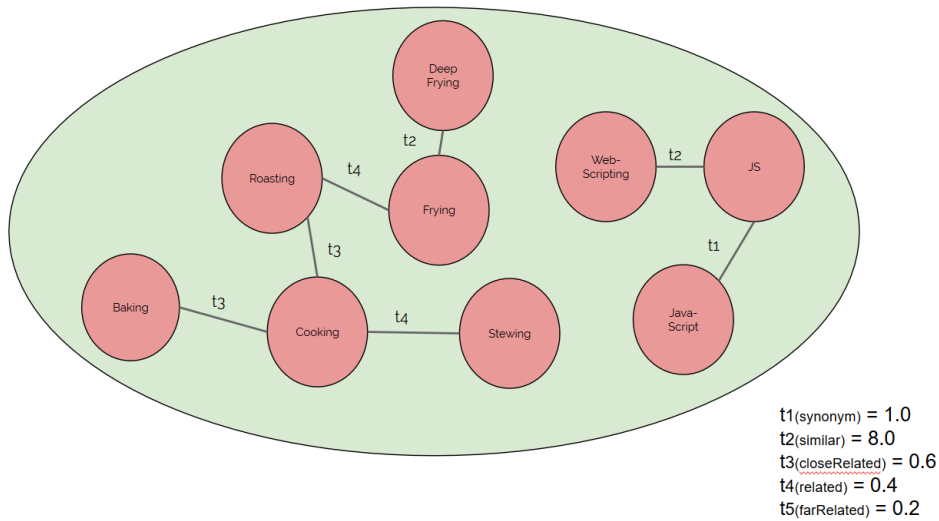 Deep
Frying
t2
Web-
Scripting
t2
JS
Roasting
t4
Frying
t3
t1
Baking
t3
Cooking
t4
Stewing
Java-
Script
t1(synonym) = 1.0
t2(similar) = 8.0
t3(closeRelated) = 0.6
t4(related) = 0.4
t5(farRelated) = 0.2